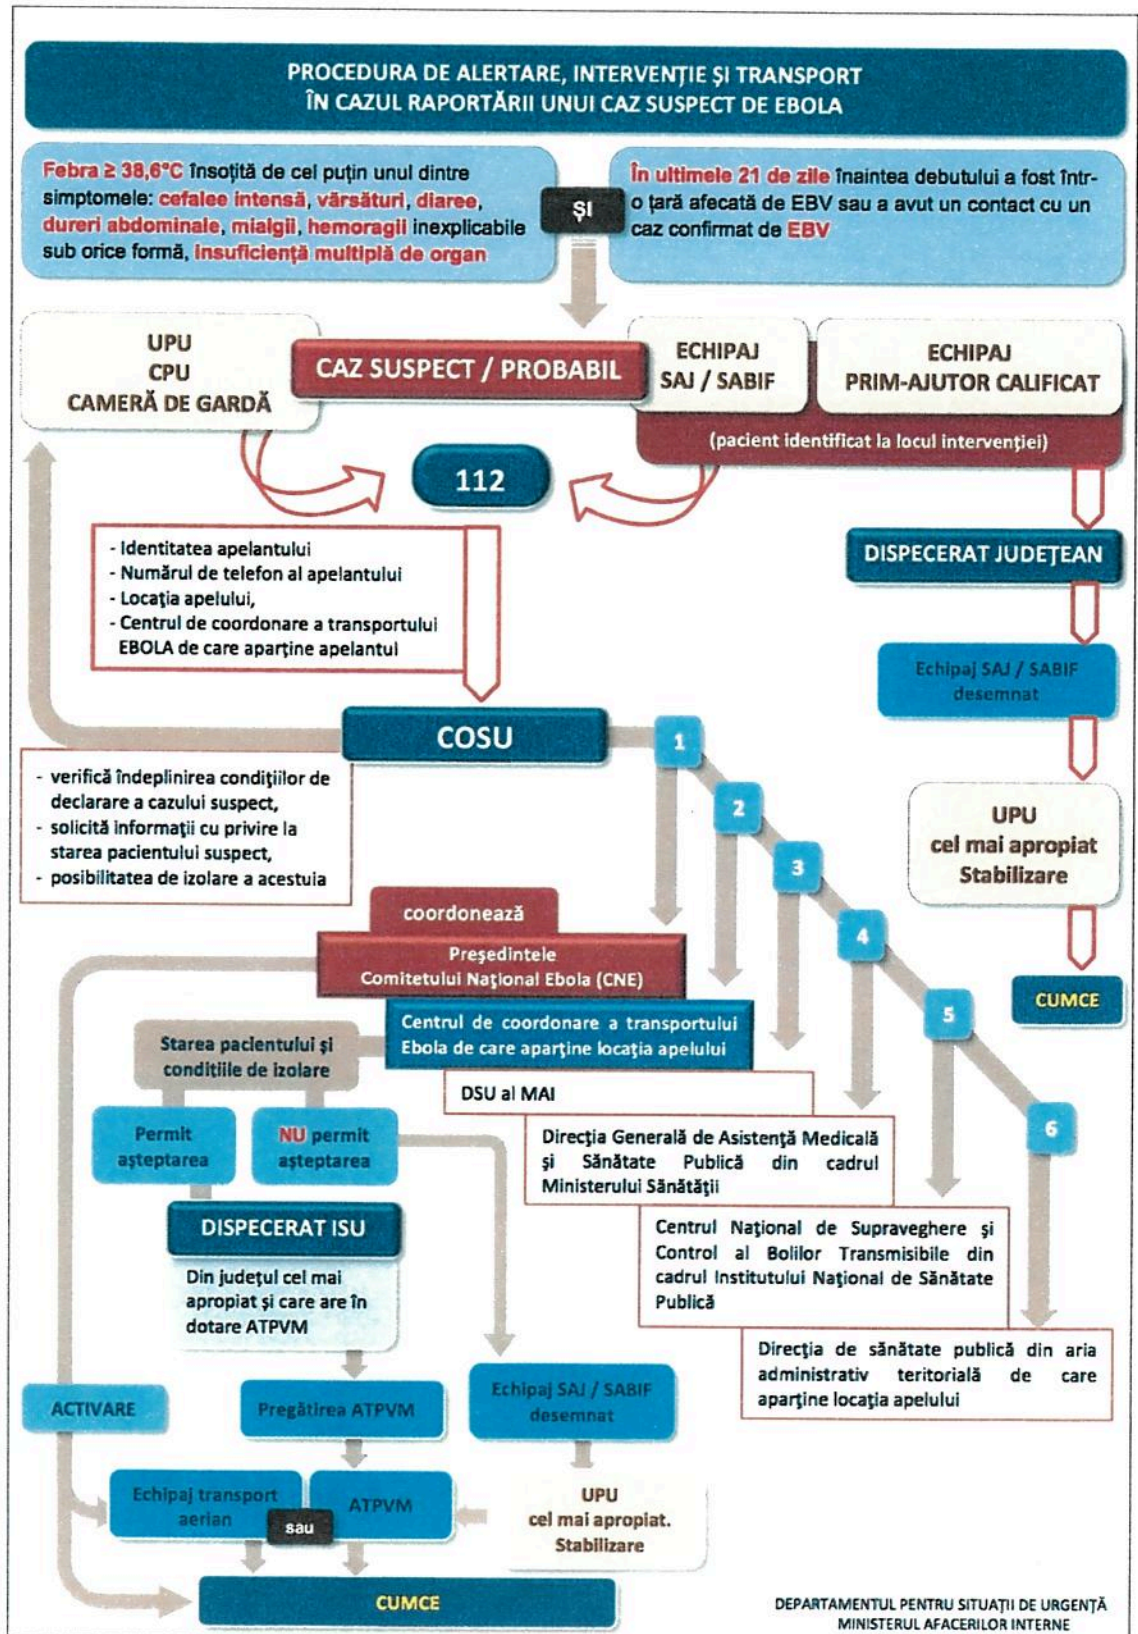 PROCEDURA DE ALERTARE, INTERVENȚIE ȘI TRANSPORT
ÎN CAZUL RAPORTĂRII UNUI CAZ SUSPECT DE EBOLA
Febra ≥ 38,6°C însoțită de cel puțin unul dintre
simptomele: cefalee intensă, vărsături, diaree,
dureri abdominale, mialgii, hemoragii inexplicabile
sub orice formă, insuficiență multiplă de organ
ȘI
În ultimele 21 de zile înaintea debutului a fost într-
o țară afectată de EBV sau a avut un contact cu un
caz confirmat de EBV
UPU
CPU
CAMERĂ DE GARDĂ
CAZ SUSPECT / PROBABIL
ECHIPAJ
SAJ / SABIF
ECHIPAJ
PRIM-AJUTOR CALIFICAT
(pacient identificat la locul intervenției)
112
- Identitatea apelantului
- Numărul de telefon al apelantului
- Locația apelului,
- Centrul de coordonare a transportului
EBOLA de care aparține apelantul
DISPECERAT JUDEȚEAN
Echipaj SAJ / SABIF
desemnat
UPU
cel mai apropiat
Stabilizare
CUMCE
COSU
- verifică îndeplinirea condițiilor de
declarare a cazului suspect,
- solicită informații cu privire la
starea pacientului suspect,
- posibilitatea de izolare a acestuia
1
2
3
4
5
6
coordonează
Președintele
Comitetului Național Ebola (CNE)
Centrul de coordonare a transportului
Ebola de care aparține locația apelului
DSU al MAI
Direcția Generală de Asistență Medicală
și Sănătate Publică din cadrul
Ministerului Sănătății
Centrul Național de Supraveghere și
Control al Bolilor Transmisibile din
cadrul Institutului Național de Sănătate
Publică
Direcția de sănătate publică din aria
administrativ teritorială de care
aparține locația apelului
Starea pacientului și
conditiile de izolare
Permit
așteptarea
NU permit
așteptarea
DISPECERAT ISU
Din județul cel mai
apropiat și care are în
dotare ATPVM
ACTIVARE
Pregătirea ATPVM
Echipaj SAJ / SABIF
desemnat
Echipaj transport
aerian
sau
ATPVM
UPU
cel mai apropiat.
Stabilizare
CUMCE
DEPARTAMENTUL PENTRU SITUAȚII DE URGENȚĂ
MINISTERUL AFACERILOR INTERNE